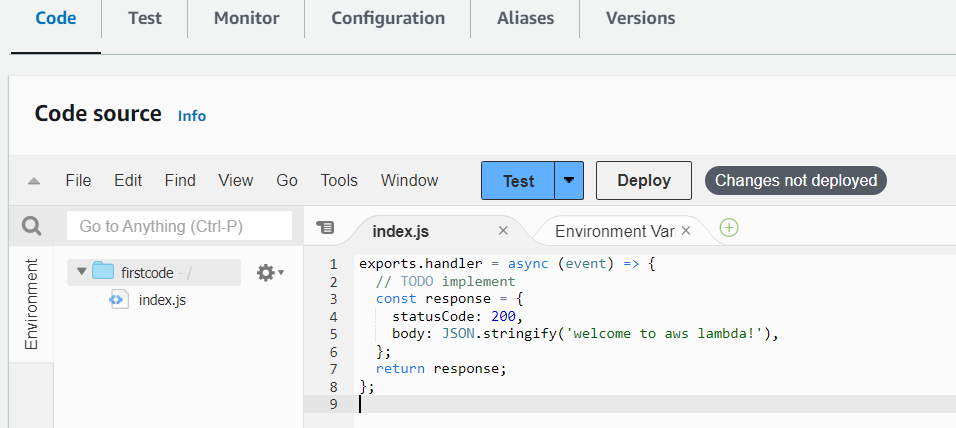 Code Test Monitor Configuration Aliases Versions
Code source Info
File Edit Find View Go Tools Window Test Deploy Changes not deployed
Go to Anything (Ctrl-P)
index.js × Environment Var ×
Environment
firstcode - /
index.js
1 exports.handler = async (event) => {
2 // TODO implement
3 const response = {
4 statusCode: 200,
5 body: JSON.stringify('welcome to aws lambda!'),
6 };
7 return response;
8 };
9